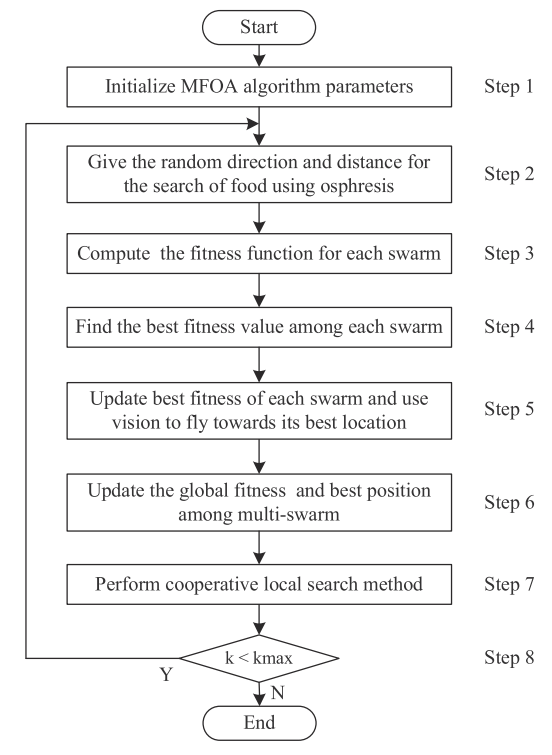 Start
Initialize MFOA algorithm parameters
Step 1
Give the random direction and distance for
the search of food using osphresis
Step 2
Compute the fitness function for each swarm
Step 3
Find the best fitness value among each swarm
Step 4
Update best fitness of each swarm and use
vision to fly towards its best location
Step 5
Update the global fitness and best position
among multi-swarm
Step 6
Perform cooperative local search method
Step 7
k < kmax
Step 8
Y
N
End